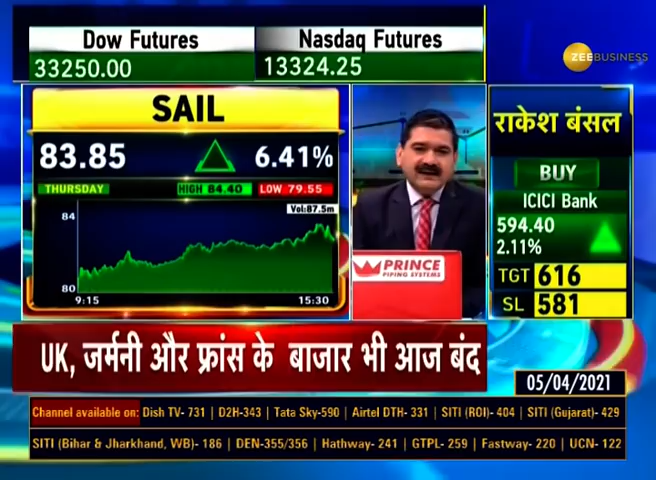 Dow Futures
Nasdaq Futures
33250.00
13324.25
ZEEBUSINESS
SAIL
83.85
6.41%
THURSDAY
HIGH 84.40
LOW 79.55
Vol:87.5m
84
80
9:15
15:30
PRINCE
PIPING SYSTEMS
राकेश बंसल
BUY
ICICI Bank
594.40
2.11%
TGT 616
SL 581
UK, जर्मनी और फ्रांस के बाजार भी आज बंद
05/04/2021
Channel available on: Dish TV- 731 | D2H-343 | Tata Sky-590 | Airtel DTH- 331 | SITI (ROI)- 404 | SITI (Gujarat)- 429
SITI (Bihar & Jharkhand, WB)- 186 | DEN-355/356 | Hathway- 241 | GTPL- 259 | Fastway- 220 | UCN- 122